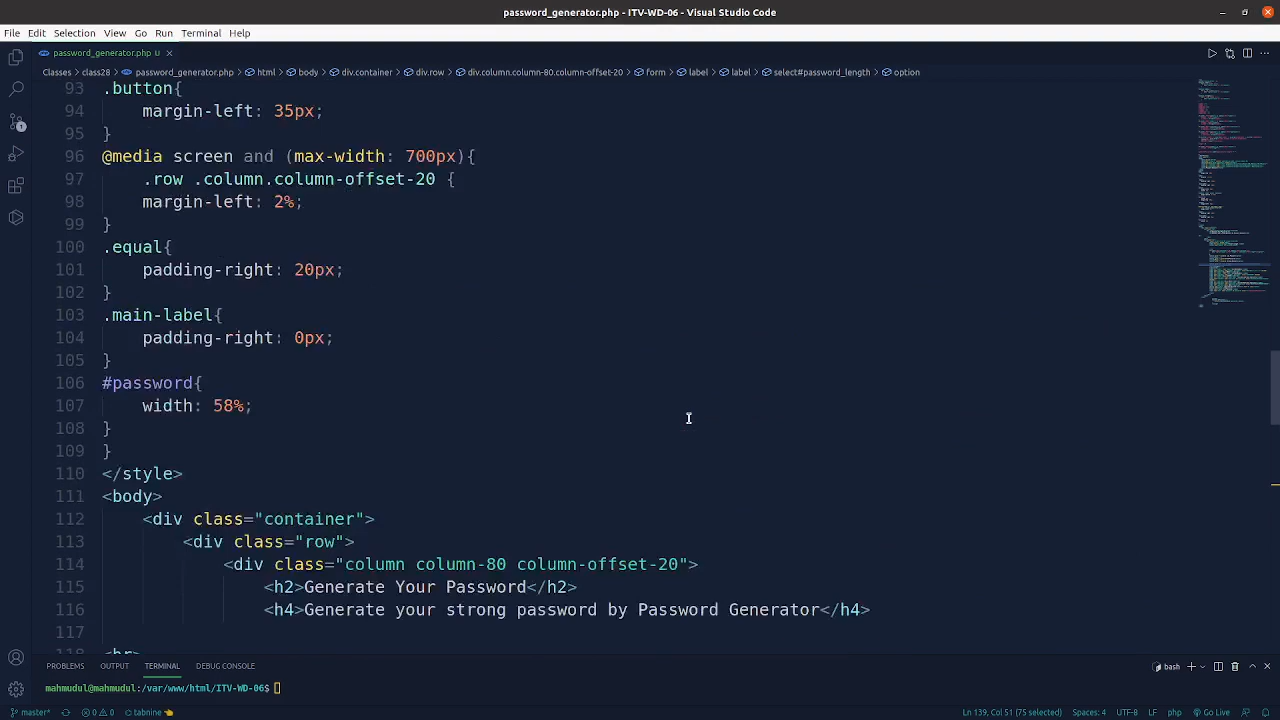 password_generator.php - ITV-WD-06 - Visual Studio Code
File Edit Selection View Go Run Terminal Help
password_generator.php U
Classes > class28 > password_generator.php > html > body > div.container > div.row > div.column.column-80.column-offset-20 > form > label > label > select#password_length > option
93 .button{
94 margin-left: 35px;
95 }
96 @media screen and (max-width: 700px){
97 .row .column.column-offset-20 {
98 margin-left: 2%;
99 }
100 .equal{
101 padding-right: 20px;
102 }
103 .main-label{
104 padding-right: 0px;
105 }
106 #password{
107 width: 58%;
108 }
109 }
110 </style>
111 <body>
112 <div class="container">
113 <div class="row">
114 <div class="column column-80 column-offset-20">
115 <h2>Generate Your Password</h2>
116 <h4>Generate your strong password by Password Generator</h4>
117
118 <br>
PROBLEMS OUTPUT TERMINAL DEBUG CONSOLE
bash
mahmudul@mahmudul:/var/www/html/ITV-WD-06$
master* 0 0 tabnine Ln 139, Col 51 (75 selected) Spaces: 4 UTF-8 LF php Go Live